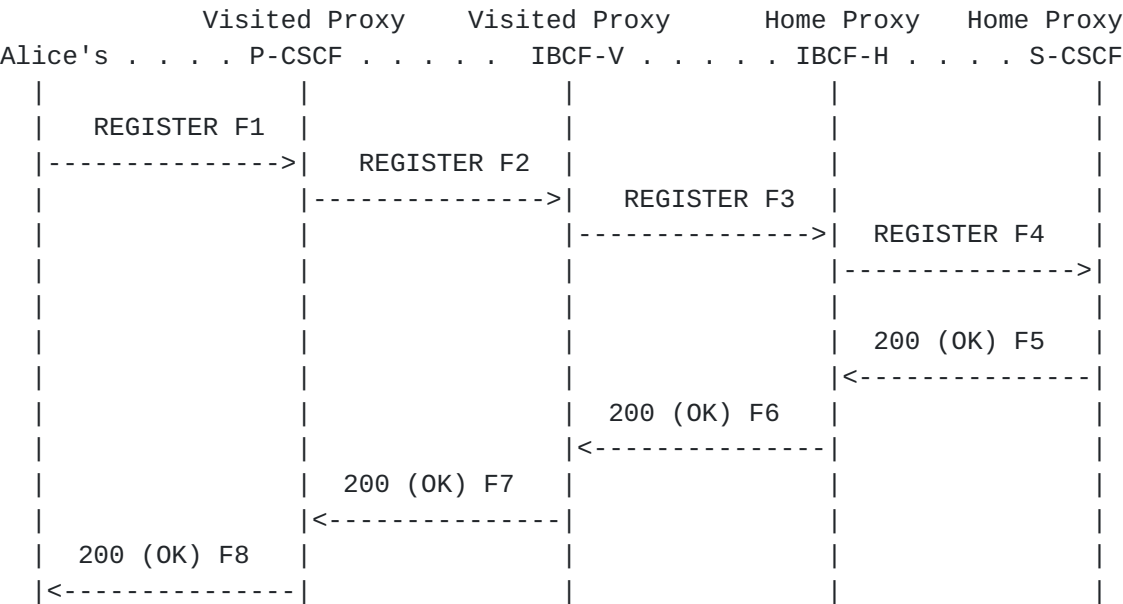 Visited Proxy Visited Proxy Home Proxy Home Proxy
Alice's . . . . P-CSCF . . . . . IBCF-V . . . . . IBCF-H . . . . S-CSCF
REGISTER F1
REGISTER F2
REGISTER F3
REGISTER F4
200 (OK) F5
200 (OK) F6
200 (OK) F7
200 (OK) F8